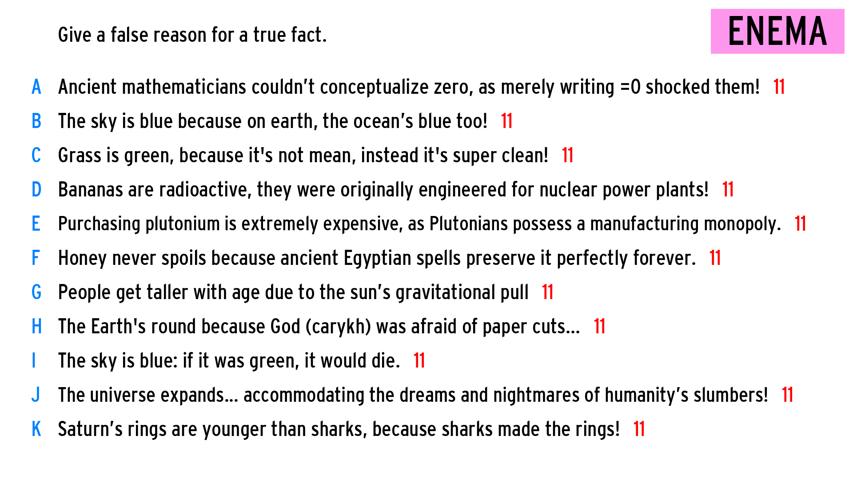 Give a false reason for a true fact.
ENEMA
A Ancient mathematicians couldn't conceptualize zero, as merely writing =0 shocked them! 11
B The sky is blue because on earth, the ocean's blue too! 11
C Grass is green, because it's not mean, instead it's super clean! 11
D Bananas are radioactive, they were originally engineered for nuclear power plants! 11
E Purchasing plutonium is extremely expensive, as Plutonians possess a manufacturing monopoly. 11
F Honey never spoils because ancient Egyptian spells preserve it perfectly forever. 11
G People get taller with age due to the sun's gravitational pull 11
H The Earth's round because God (carykh) was afraid of paper cuts... 11
I The sky is blue: if it was green, it would die. 11
J The universe expands... accommodating the dreams and nightmares of humanity's slumbers! 11
K Saturn's rings are younger than sharks, because sharks made the rings! 11